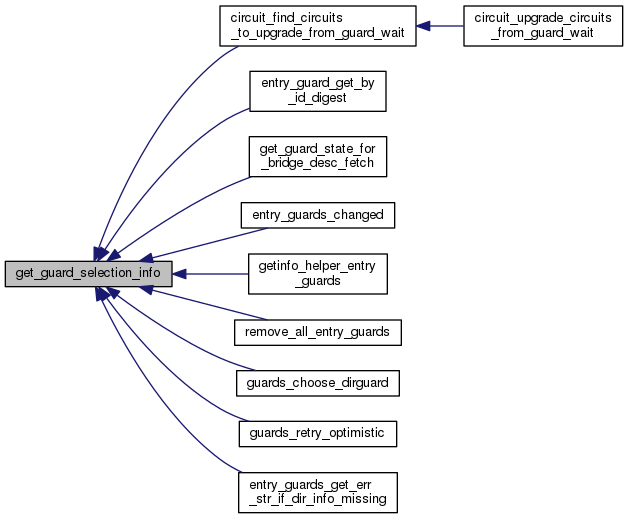 circuit_find_circuits
_to_upgrade_from_guard_wait
circuit_upgrade_circuits
_from_guard_wait
entry_guard_get_by
_id_digest
get_guard_state_for
_bridge_desc_fetch
entry_guards_changed
get_guard_selection_info
getinfo_helper_entry
_guards
remove_all_entry_guards
guards_choose_dirguard
guards_retry_optimistic
entry_guards_get_err
_str_if_dir_info_missing